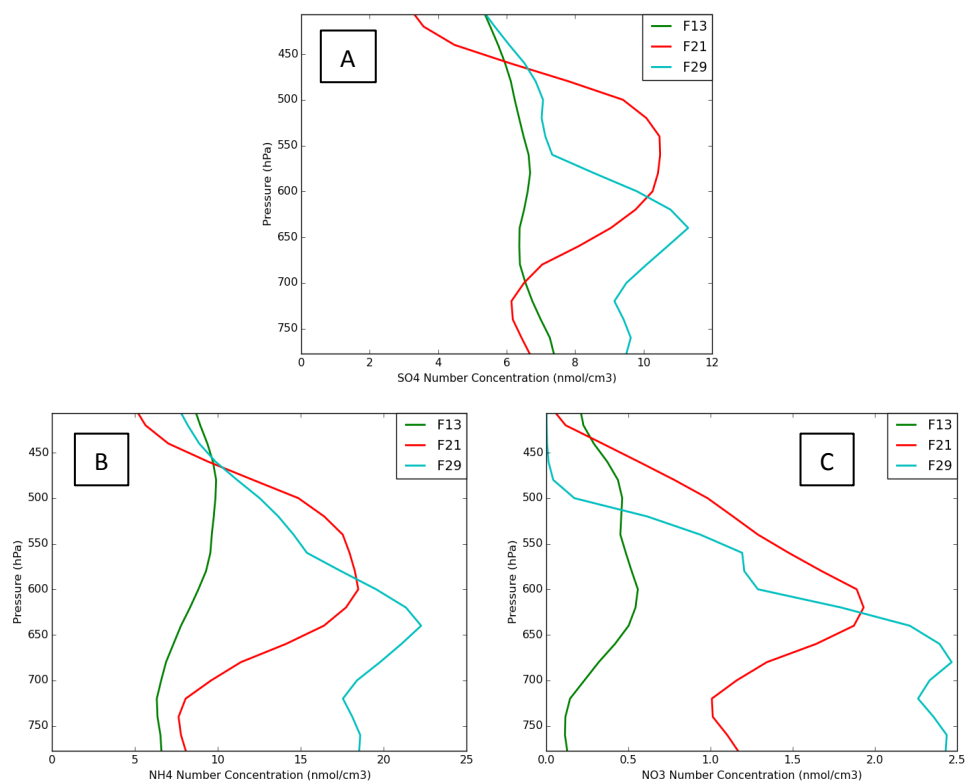 A
F13
F21
F29
450
500
550
600
650
700
750
Pressure (hPa)
0 2 4 6 8 10 12
SO4 Number Concentration (nmol/cm3)
B
F13
F21
F29
450
500
550
600
650
700
750
Pressure (hPa)
0 5 10 15 20 25
NH4 Number Concentration (nmol/cm3)
C
F13
F21
F29
450
500
550
600
650
700
750
Pressure (hPa)
0.0 0.5 1.0 1.5 2.0 2.5
NO3 Number Concentration (nmol/cm3)